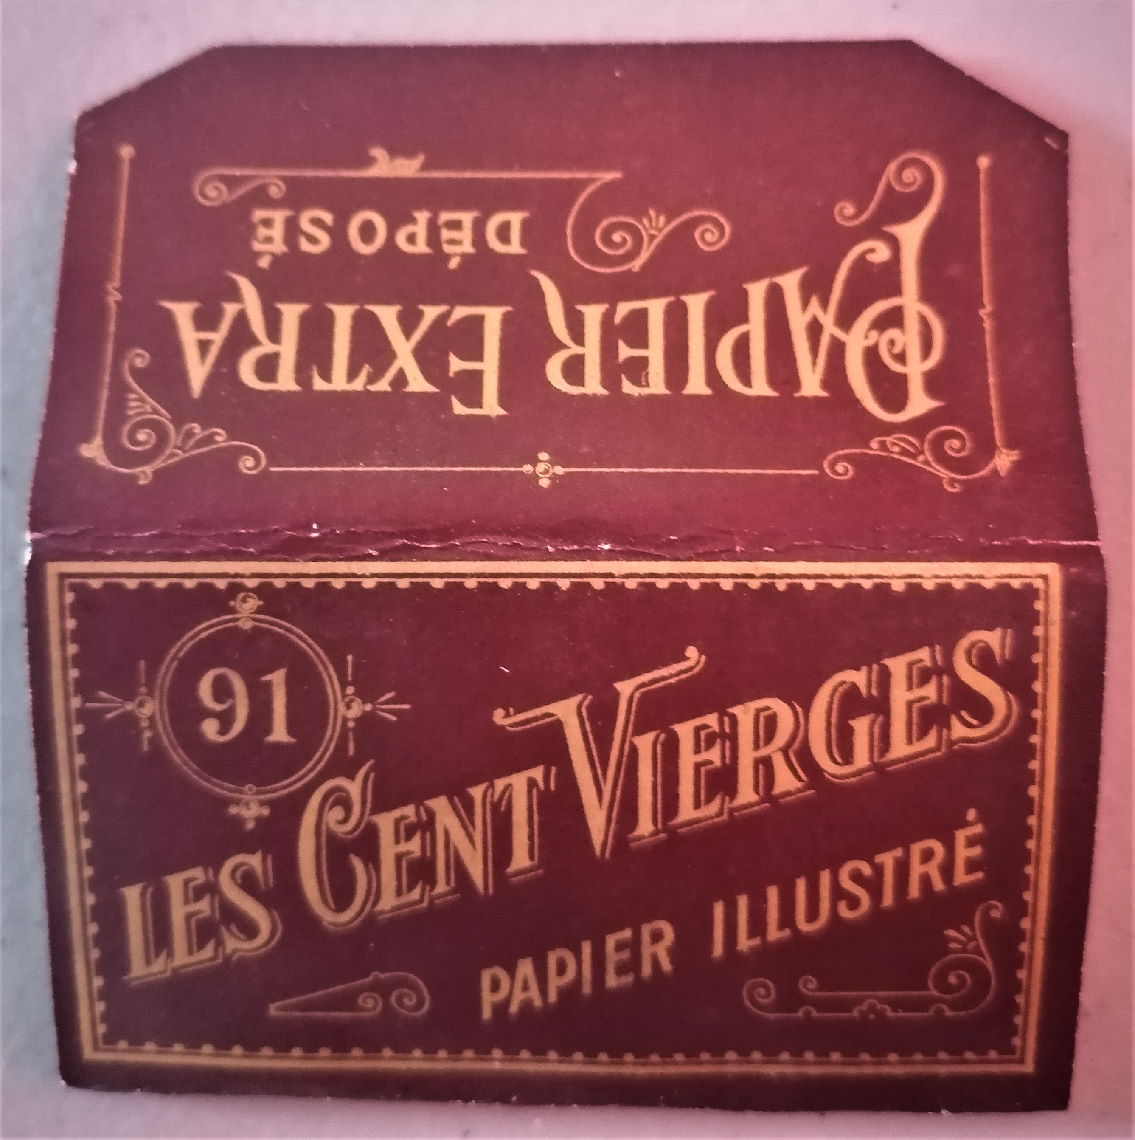 PAPIER EXTRA
DÉPOSÉ
91
LES CENT VIERGES
PAPIER ILLUSTRÉ